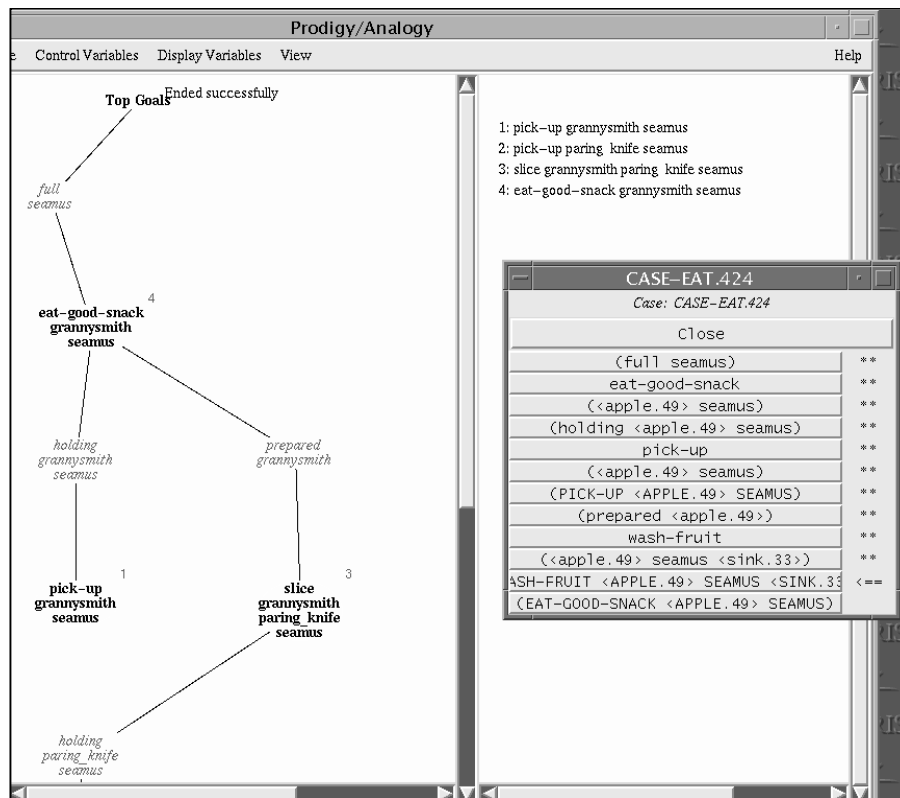 Prodigy/Analogy
e Control Variables Display Variables View Help
Top Goals Ended successfully
full
seamus
4
eat-good-snack
grannysmith
seamus
holding
grannysmith
seamus
prepared
grannysmith
1
pick-up
grannysmith
seamus
3
slice
grannysmith
paring_knife
seamus
holding
paring_knife
seamus
1: pick-up grannysmith seamus
2: pick-up paring_knife seamus
3: slice grannysmith paring_knife seamus
4: eat-good-snack grannysmith seamus
CASE-EAT.424
Case: CASE-EAT.424
Close
(full seamus) **
eat-good-snack **
(<apple.49> seamus) **
(holding <apple.49> seamus) **
pick-up **
(<apple.49> seamus) **
(PICK-UP <APPLE.49> SEAMUS) **
(prepared <apple.49>) **
wash-fruit **
(<apple.49> seamus <sink.33>) **
ASH-FRUIT <APPLE.49> SEAMUS <SINK.33 <==
(EAT-GOOD-SNACK <APPLE.49> SEAMUS)